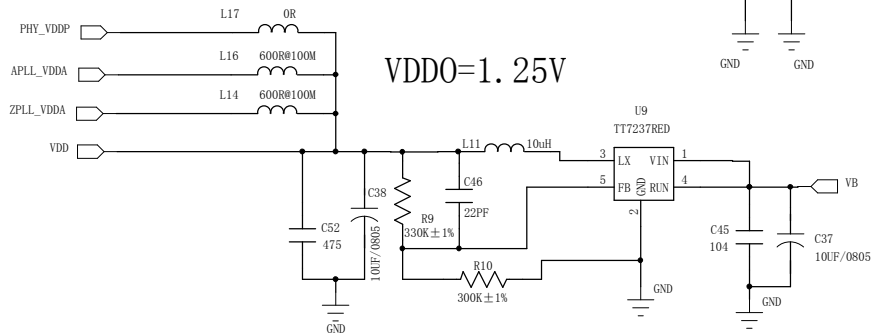 L17 0R
PHY_VDDP
L16 600R@100M
APLL_VDDA
L14 600R@100M
ZPLL_VDDA
VDD
VDDO=1.25V
GND GND
U9
TT7237RED
L11 10uH
3 LX VIN 1
5 FB GND RUN 4
2
VB
C46
22PF
C38
10UF/0805
R9
330K±1%
C52
475
R10
300K±1%
GND
GND
C45
104
C37
10UF/0805
GND